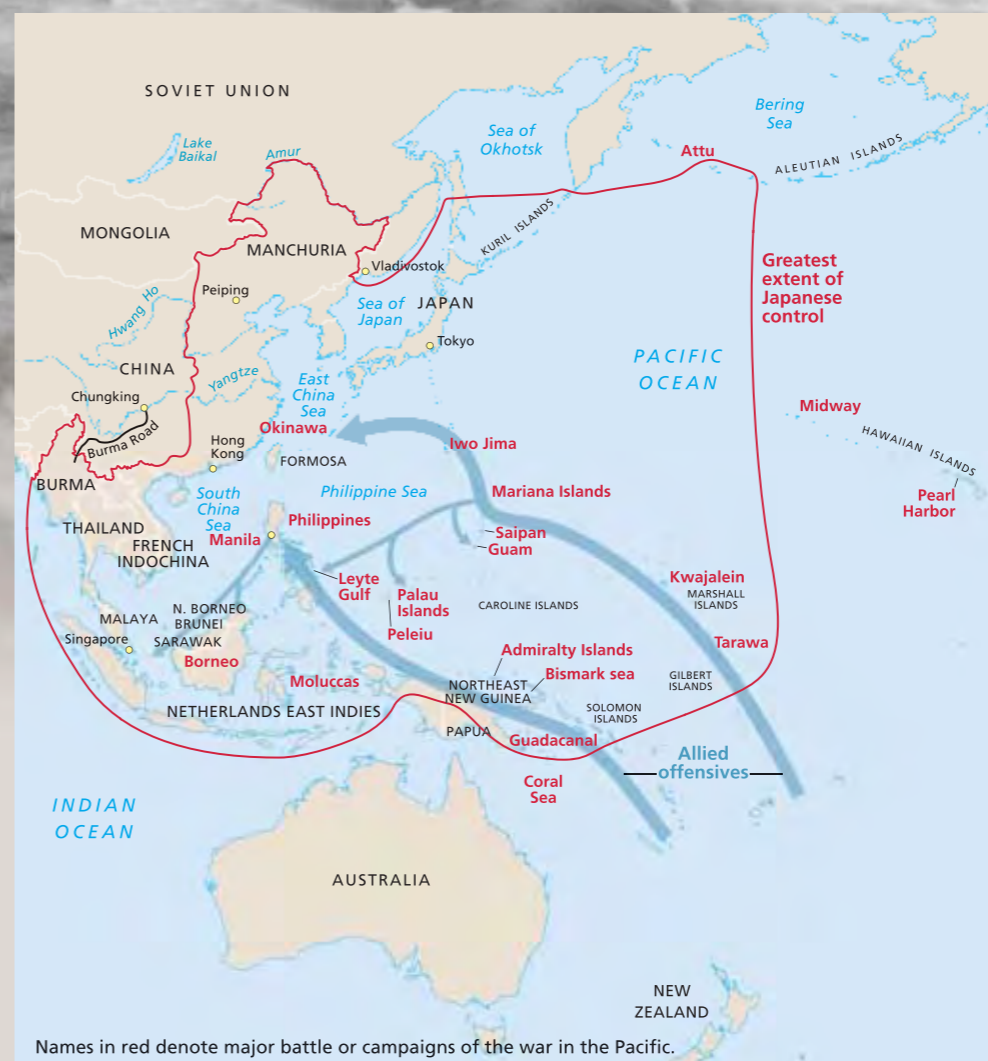 SOVIET UNION
Bering
Sea
Sea of
Okhotsk
Lake
Baikal
Amur
Attu
ALEUTIAN ISLANDS
MONGOLIA
MANCHURIA
KURIL ISLANDS
Vladivostok
Greatest
extent of
Japanese
control
Peiping
Hwang Ho
Sea of
Japan
JAPAN
Tokyo
PACIFIC
OCEAN
CHINA
Yangtze
East
China
Sea
Chungking
Burma Road
Okinawa
Midway
HAWAIIAN ISLANDS
Hong
Kong
Iwo Jima
FORMOSA
BURMA
South
China
Sea
Philippine Sea
Mariana Islands
Pearl
Harbor
THAILAND
Philippines
Manila
FRENCH
INDOCHINA
Saipan
Guam
Leyte
Gulf
Palau
Islands
Kwajalein
MARSHALL
ISLANDS
CAROLINE ISLANDS
MALAYA
N. BORNEO
BRUNEI
SARAWAK
Singapore
Peleiu
Tarawa
Borneo
Admiralty Islands
Bismark sea
Moluccas
NORTHEAST
NEW GUINEA
GILBERT
ISLANDS
NETHERLANDS EAST INDIES
SOLOMON
ISLANDS
PAPUA
Guadacanal
Allied
offensives
Coral
Sea
INDIAN
OCEAN
AUSTRALIA
NEW
ZEALAND
Names in red denote major battle or campaigns of the war in the Pacific.